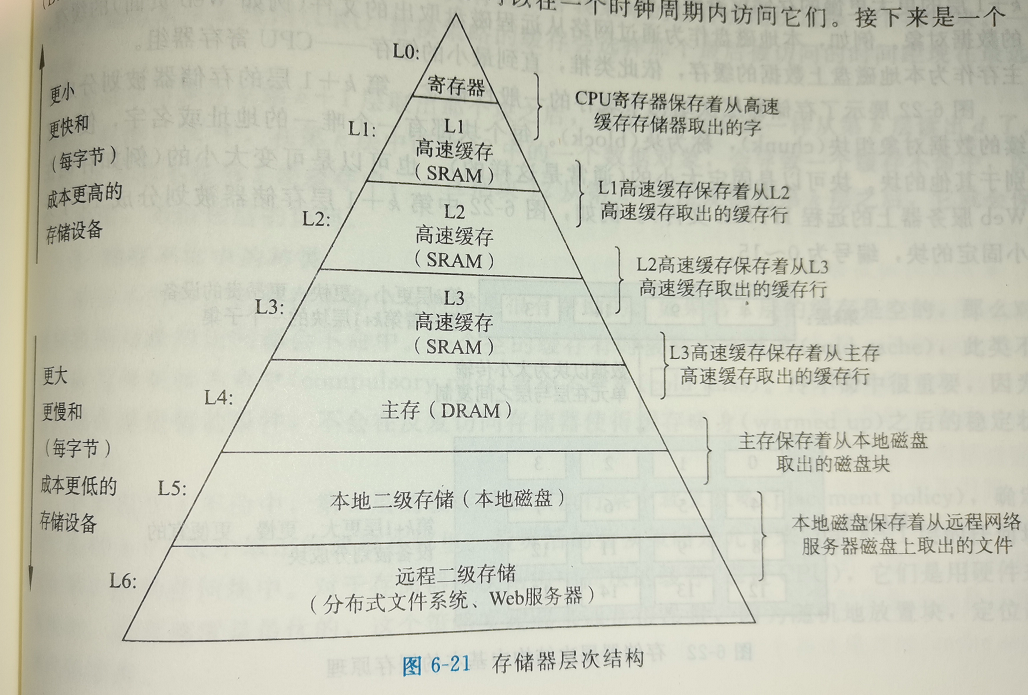 可以在一个时钟周期内访问它们。接下来是一个
L0:
寄存器
CPU寄存器保存着从高速
缓存存储器取出的字
更小
更快和
（每字节）
成本更高的
存储设备
L1:
L1
高速缓存
（SRAM）
L1高速缓存保存着从L2
高速缓存取出的缓存行
L2:
L2
高速缓存
（SRAM）
L2高速缓存保存着从L3
高速缓存取出的缓存行
L3:
L3
高速缓存
（SRAM）
L3高速缓存保存着从主存
高速缓存取出的缓存行
更大
更慢和
（每字节）
成本更低的
存储设备
L4:
主存（DRAM）
主存保存着从本地磁盘
取出的磁盘块
L5:
本地二级存储（本地磁盘）
本地磁盘保存着从远程网络
服务器磁盘上取出的文件
L6:
远程二级存储
（分布式文件系统、Web服务器）
图 6-21 存储器层次结构